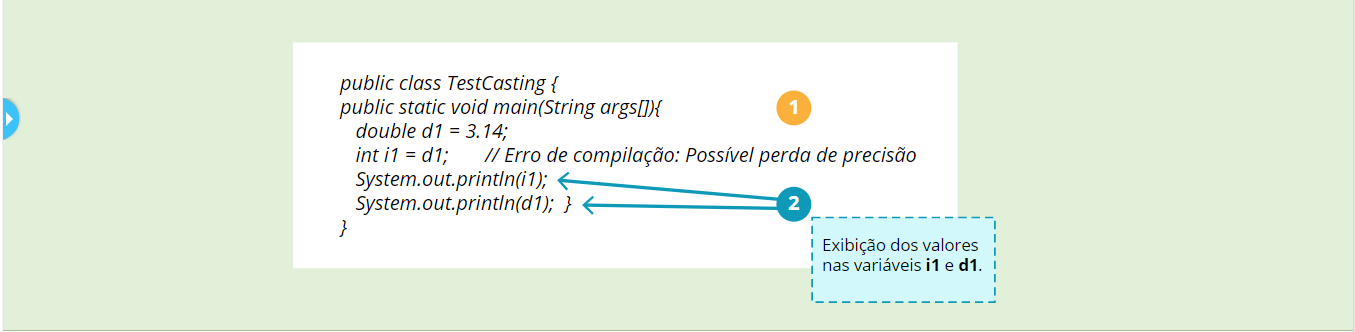 public class TestCasting {
public static void main(String args[]){
double d1 = 3.14;
int i1 = d1; // Erro de compilação: Possível perda de precisão
System.out.println(i1);
System.out.println(d1); }
}
1
2
Exibição dos valores
nas variáveis i1 e d1.